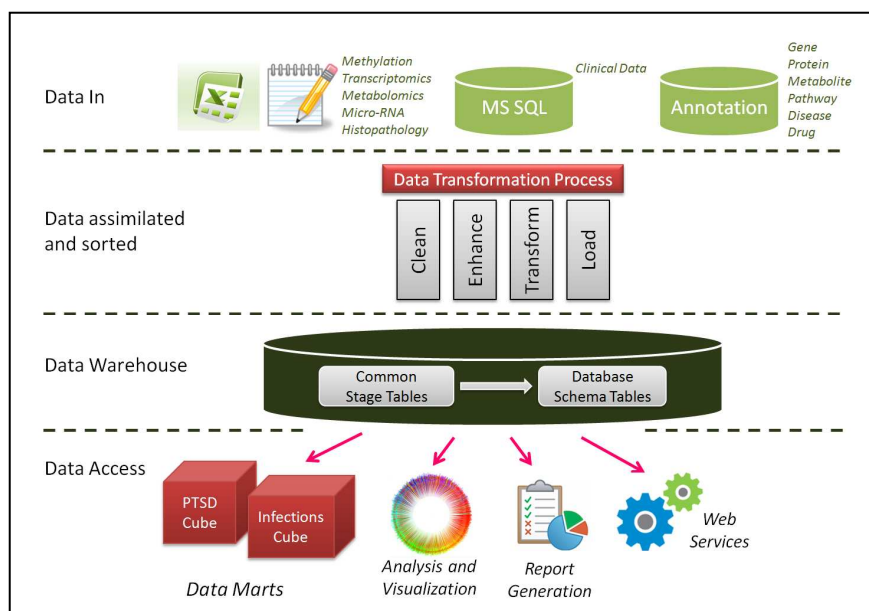 Data In
Methylation
Transcriptomics
Metabolomics
Micro-RNA
Histopathology
MS SQL
Clinical Data
Annotation
Gene
Protein
Metabolite
Pathway
Disease
Drug
Data assimilated
and sorted
Data Transformation Process
Clean
Enhance
Transform
Load
Data Warehouse
Common
Stage Tables
Database
Schema Tables
Data Access
PTSD
Cube
Infections
Cube
Data Marts
Analysis and
Visualization
Report
Generation
Web
Services